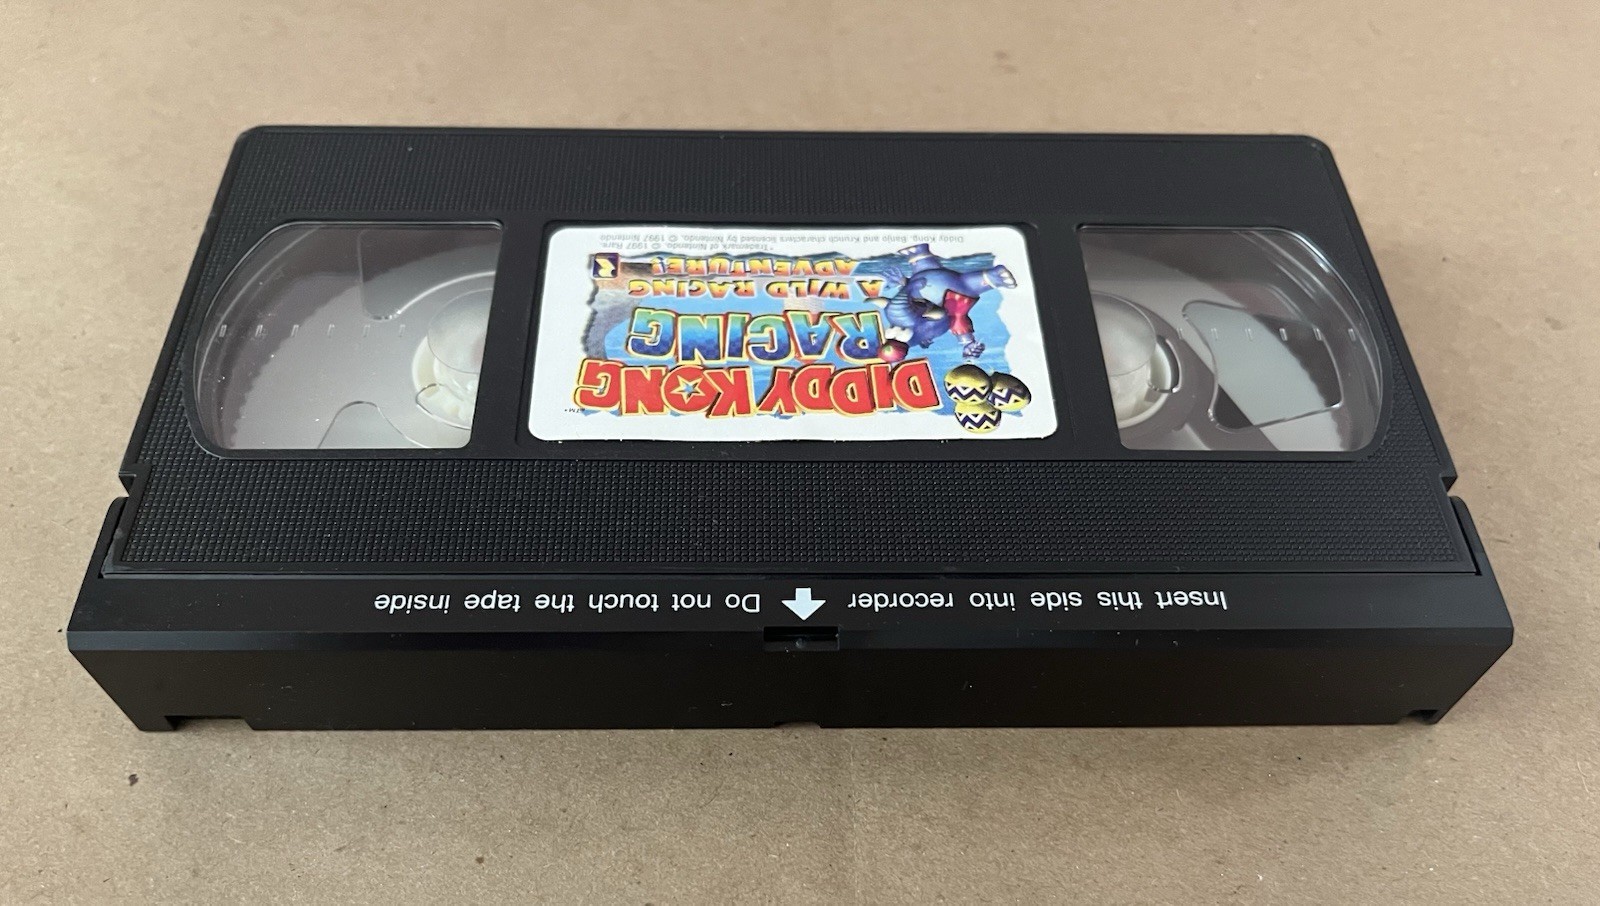 DIDDY KONG
™*
RACING
A WILD RACING
ADVENTURE!
*Trademark of Nintendo. © 1997 Rare.
Diddy Kong, Banjo and Krunch characters licensed by Nintendo. © 1997 Nintendo
Insert this side into recorder Do not touch the tape inside